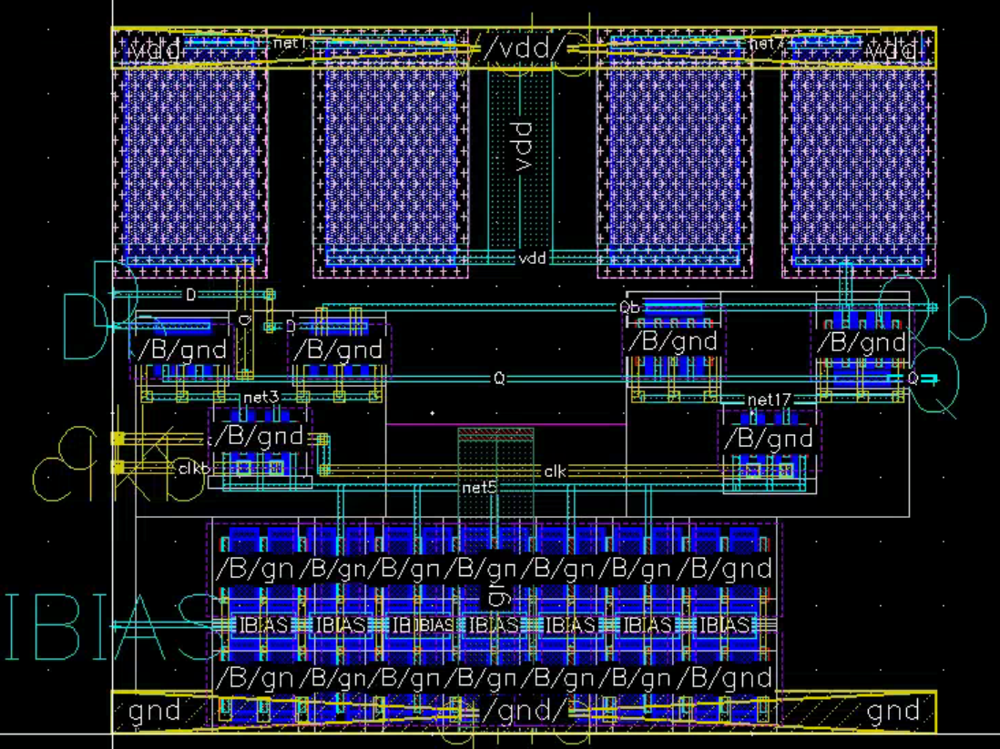 vdd net1 /vdd/ net7 vdd
vdd
vdd
D Qb b
D D
/B/gnd /B/gnd /B/gnd /B/gnd
Q Q Q
net3 net17
/B/gnd /B/gnd
clkb clkb clk
net5
/B/gn /B/gn /B/gn /B/gn /B/gn /B/gn /B/gnd
IBIAS IBIAS IBIAS IBIAS IBIAS IBIAS IBIAS IBIAS
/B/gn /B/gn /B/gn /B/gn /B/gn /B/gn /B/gnd
gnd /gnd/ gnd